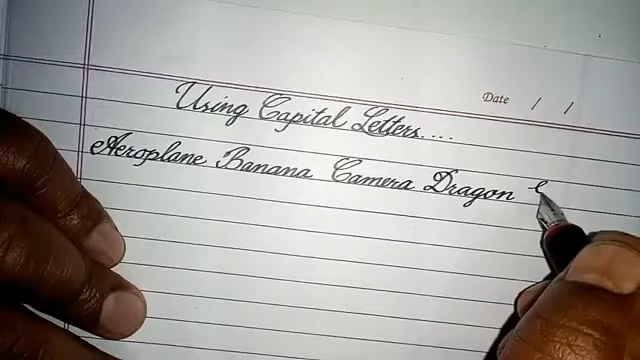 Date / /
Using Capital Letters....
Aeroplane Banana Camera Dragon